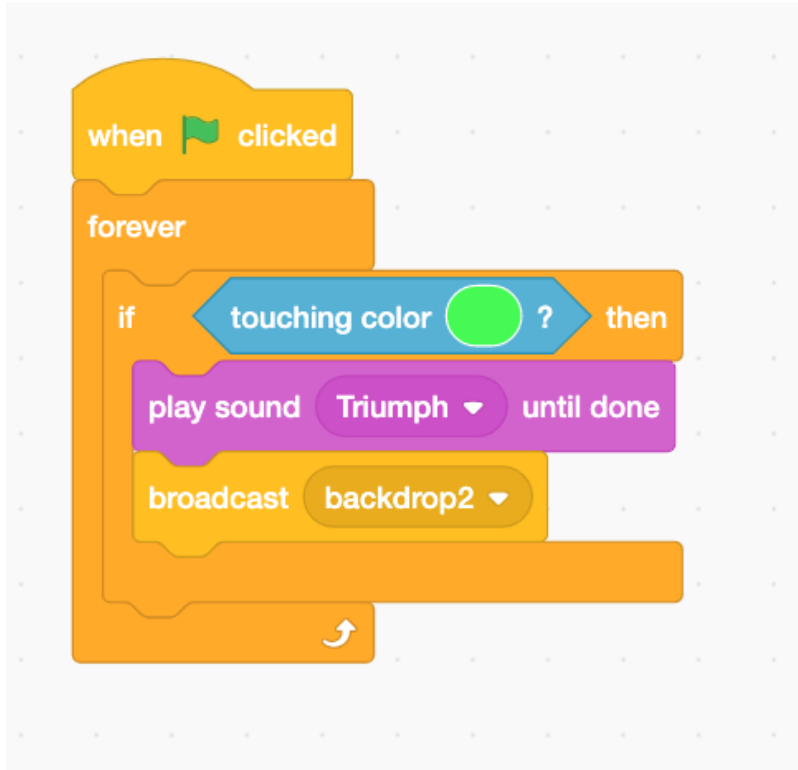 when clicked
forever
if touching color ? then
play sound Triumph until done
broadcast backdrop2